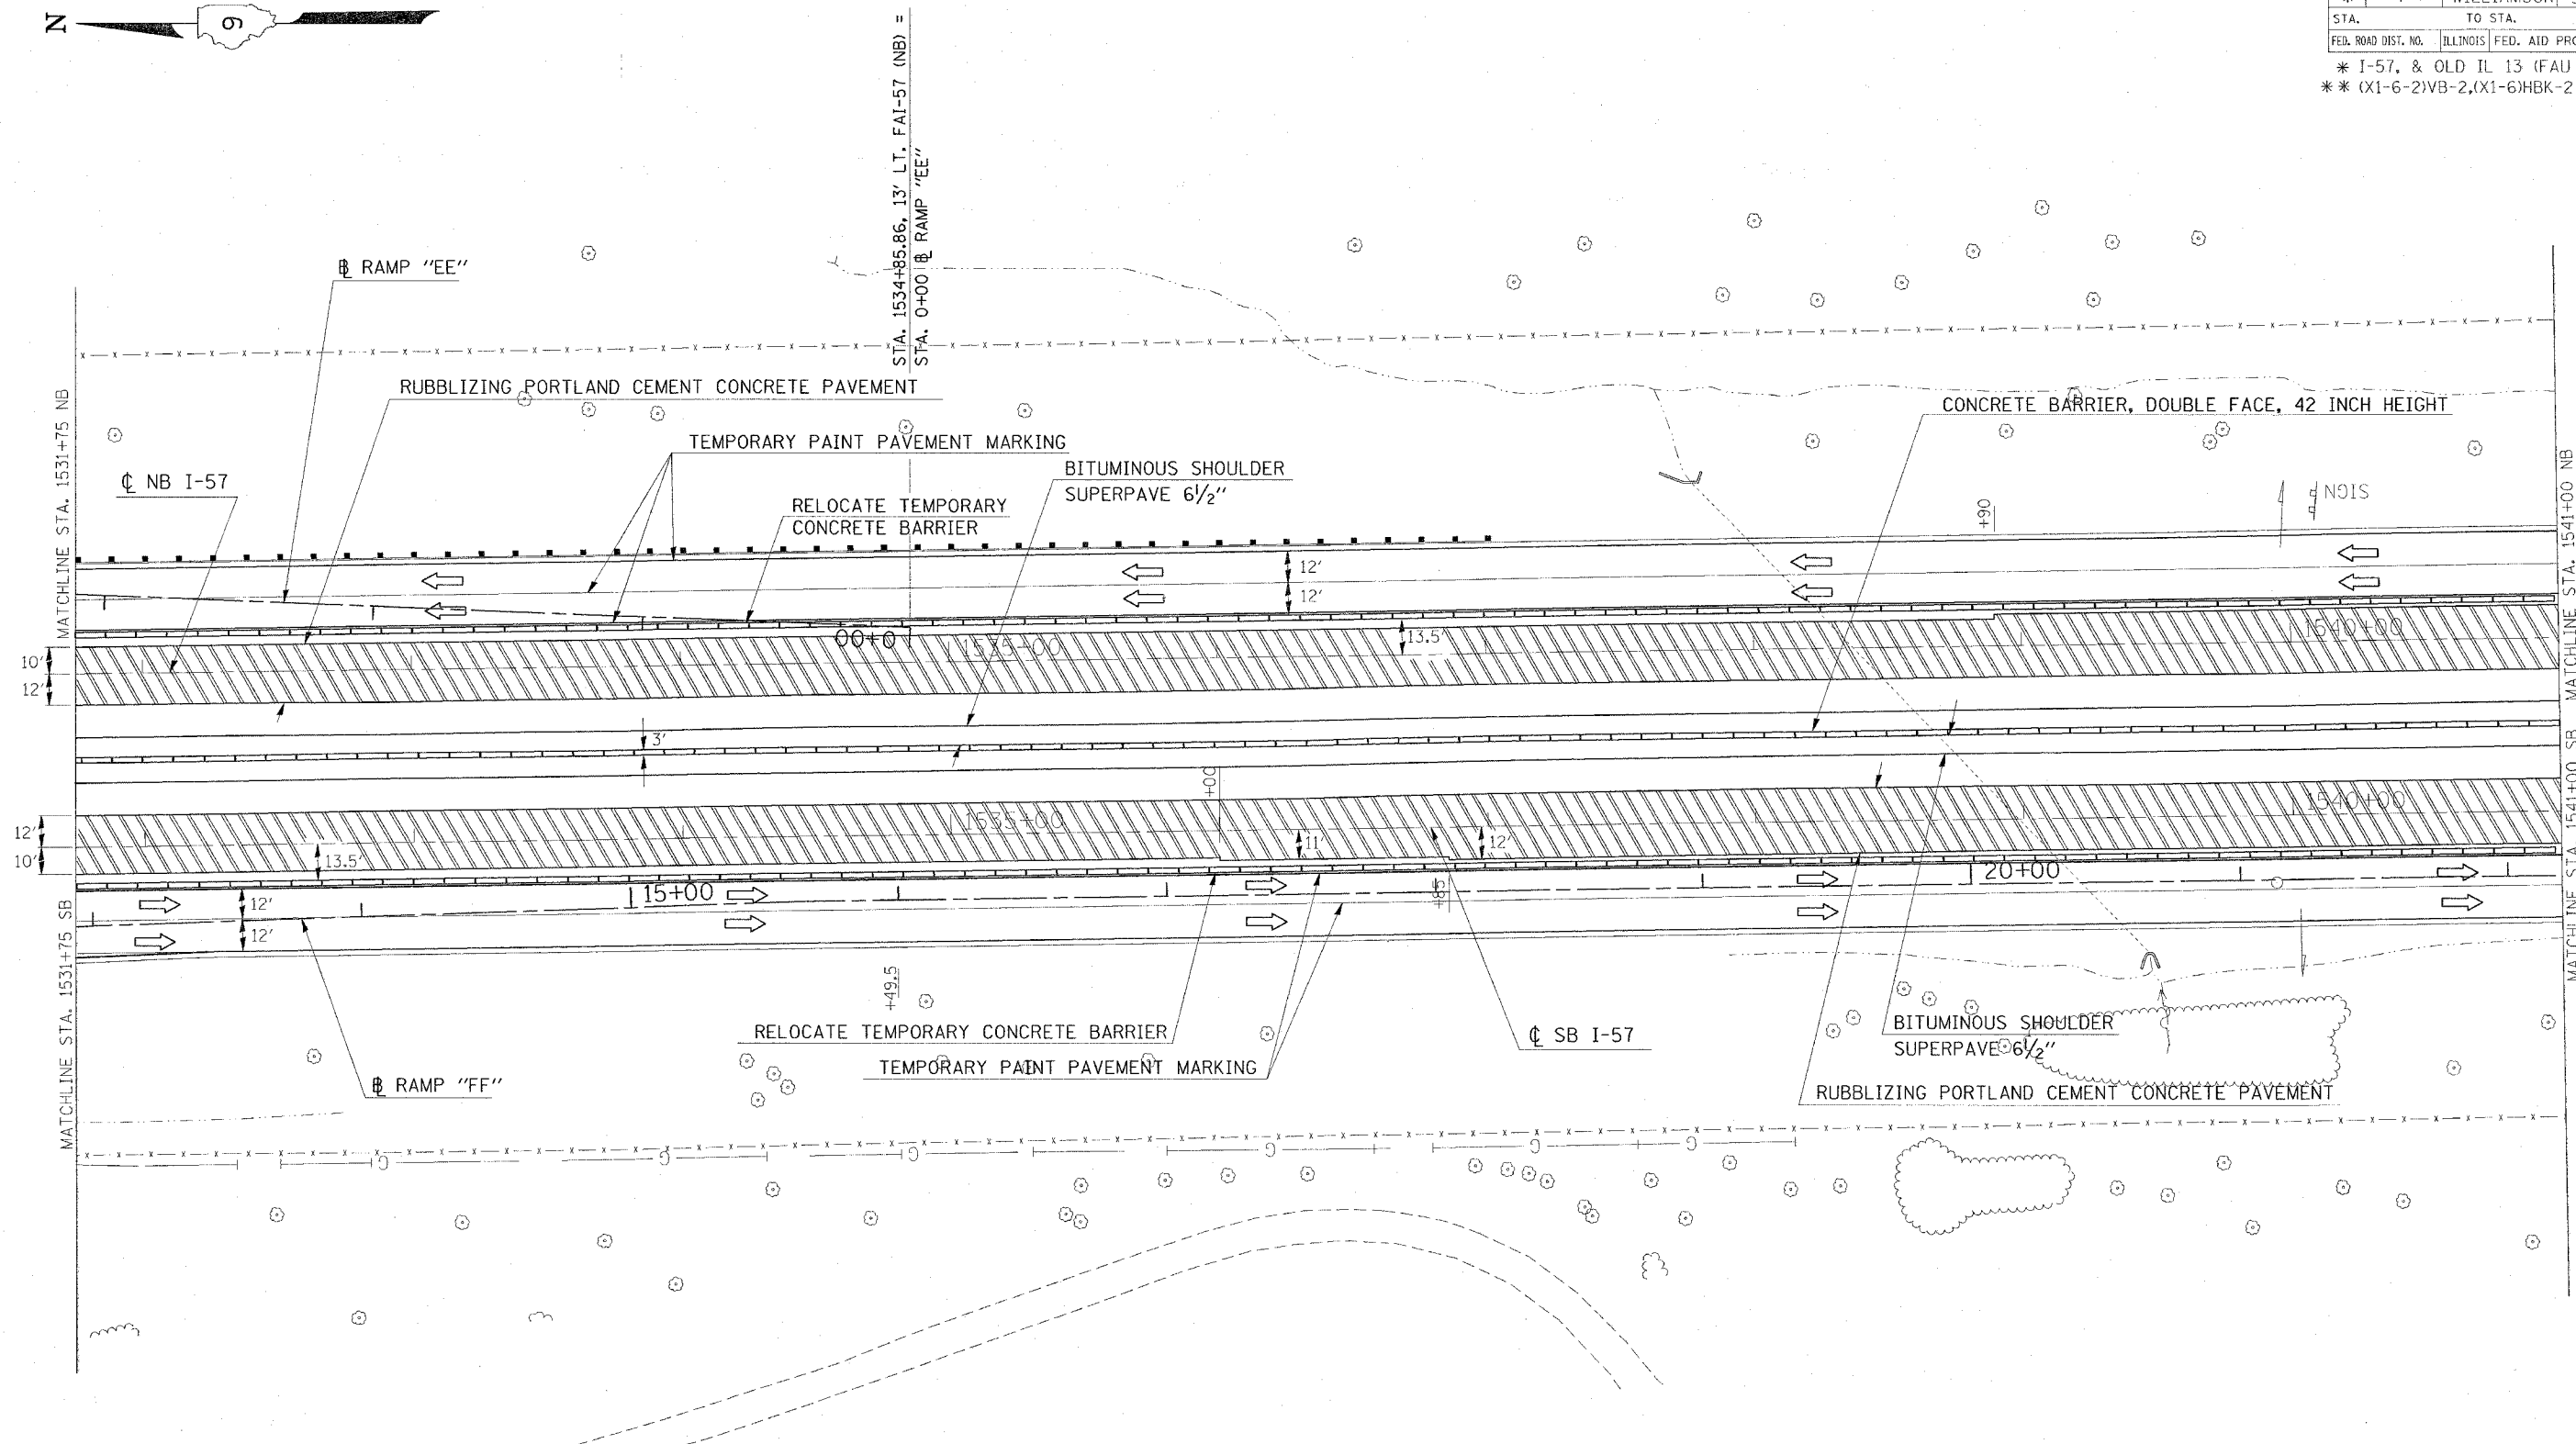 N
9
WILLIAMSON
STA. TO STA.
FED. ROAD DIST. NO. ILLINOIS FED. AID
* I-57, & OLD IL 13 (FAU
** (X1-6-2)VB-2,(X1-6)HBK-2
STA. 1534+85.86, 13' LT. FAI-57 (NB) =
STA. 0+00 ⅊ RAMP "EE"
⅊ RAMP "EE"
RUBBLIZING PORTLAND CEMENT CONCRETE PAVEMENT
CONCRETE BARRIER, DOUBLE FACE, 42 INCH HEIGHT
TEMPORARY PAINT PAVEMENT MARKING
BITUMINOUS SHOULDER
SUPERPAVE 6½"
℄ NB I-57
RELOCATE TEMPORARY
CONCRETE BARRIER
SIGN
+90
MATCHLINE STA. 1531+75 NB
MATCHLINE STA. 1541+00 NB
12'
12'
0+00
1535+00
13.5'
1540+00
10'
12'
3'
+00
1535+00
1540+00
12'
10'
13.5'
11'
12'
15+00
20+00
12'
12'
+49.5
MATCHLINE STA. 1531+75 SB
MATCHLINE STA. 1541+00 SB
RELOCATE TEMPORARY CONCRETE BARRIER
TEMPORARY PAINT PAVEMENT MARKING
℄ SB I-57
BITUMINOUS SHOULDER
SUPERPAVE 6½"
RUBBLIZING PORTLAND CEMENT CONCRETE PAVEMENT
⅊ RAMP "FF"
G G G G G G